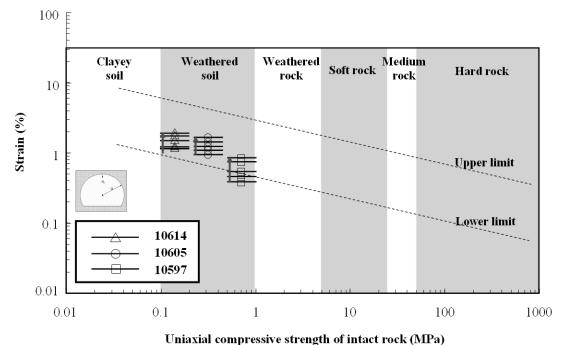 100
10
1
0.1
0.01
Strain (%)
Clayey
soil
Weathered
soil
Weathered
rock
Soft rock
Medium
rock
Hard rock
Upper limit
Lower limit
10614
10605
10597
0.01
0.1
1
10
100
1000
Uniaxial compressive strength of intact rock (MPa)